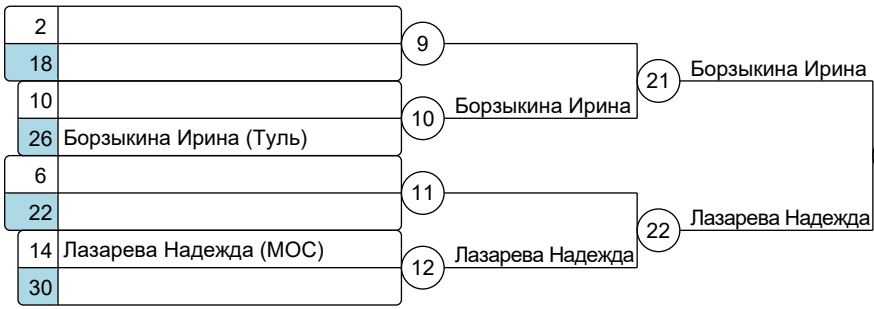 2
9
18
21 Борзыкина Ирина
10
10 Борзыкина Ирина
26 Борзыкина Ирина (Туль)
6
11
22
22 Лазарева Надежда
14 Лазарева Надежда (МОС)
12 Лазарева Надежда
30